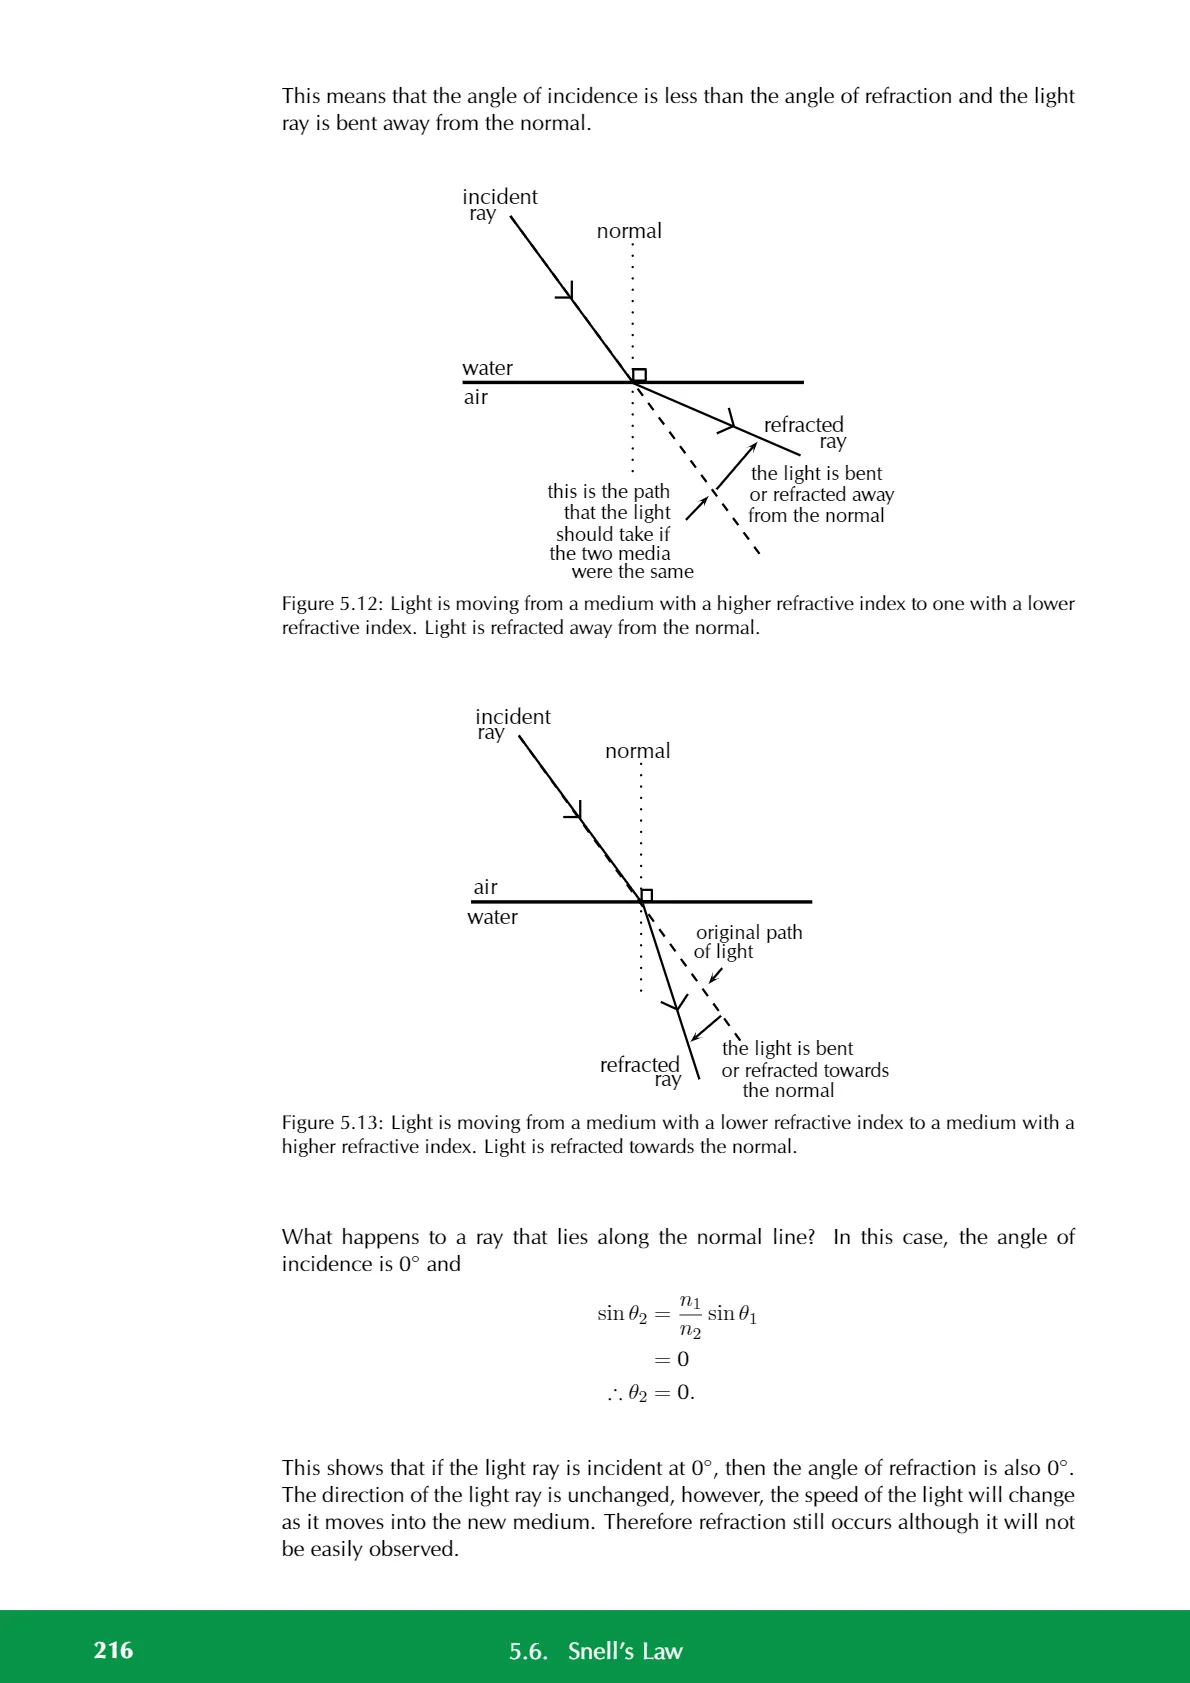 This means that the angle of incidence is less than the angle of refraction and the light
ray is bent away from the normal.
incident
ray
normal
water
air
refracted
ray
the light is bent
or refracted away
from the normal
this is the path
that the light
should take if
the two media
were the same
Figure 5.12: Light is moving from a medium with a higher refractive index to one with a lower
refractive index. Light is refracted away from the normal.
incident
ray
normal
air
water
original path
of light
the light is bent
or refracted towards
the normal
refracted
ray
Figure 5.13: Light is moving from a medium with a lower refractive index to a medium with a
higher refractive index. Light is refracted towards the normal.
What happens to a ray that lies along the normal line? In this case, the angle of
incidence is 0° and
sin θ₂ = n₁/n₂ sin θ₁
= 0
∴ θ₂ = 0.
This shows that if the light ray is incident at 0°, then the angle of refraction is also 0°.
The direction of the light ray is unchanged, however, the speed of the light will change
as it moves into the new medium. Therefore refraction still occurs although it will not
be easily observed.
216
5.6. Snell’s Law